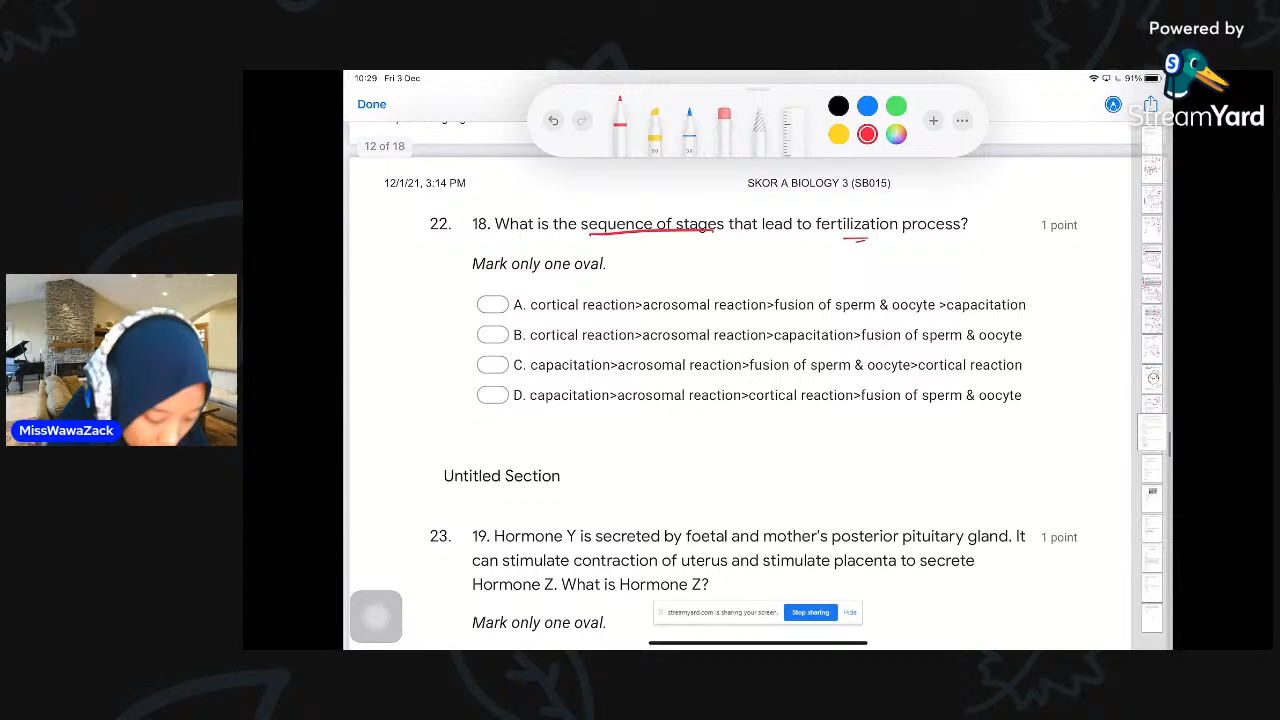 Powered by
StreamYard
10:29 Fri 3 Dec
91%
Done
12 of 18
12/1/21, 3:14 PM
SKOR A BIOLOGY 3 (SB015)
22. 18. What is the sequence of stages that lead to fertilization process? 1 point
Mark only one oval.
A. cortical reaction>acrosomal reaction>fusion of sperm &oocyte >capacitation
B. cortical reaction>acrosomal reaction>capacitation>fusion of sperm & oocyte
C. capacitation>acrosomal reaction>fusion of sperm & oocyte>cortical reaction
D. capacitation>acrosomal reaction>cortical reaction>fusion of sperm & oocyte
MissWawaZack
Untitled Section
23. 19. Hormone Y is secreted by foetel and mother's posterior pituitary gland. It 1 point
can stimulate contraction of uterus and stimulate placenta to secrete
Hormone Z. What is Hormone Z?
streamyard.com is sharing your screen. Stop sharing Hide
Mark only one oval.